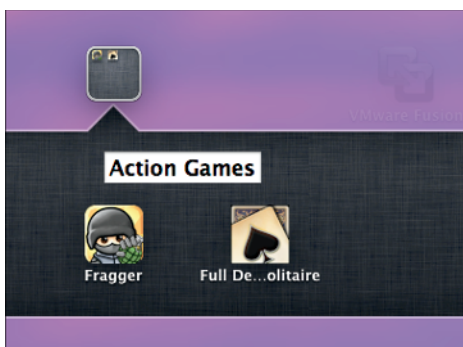 VMware Fusion
Action Games
Fragger
Full De...olitaire